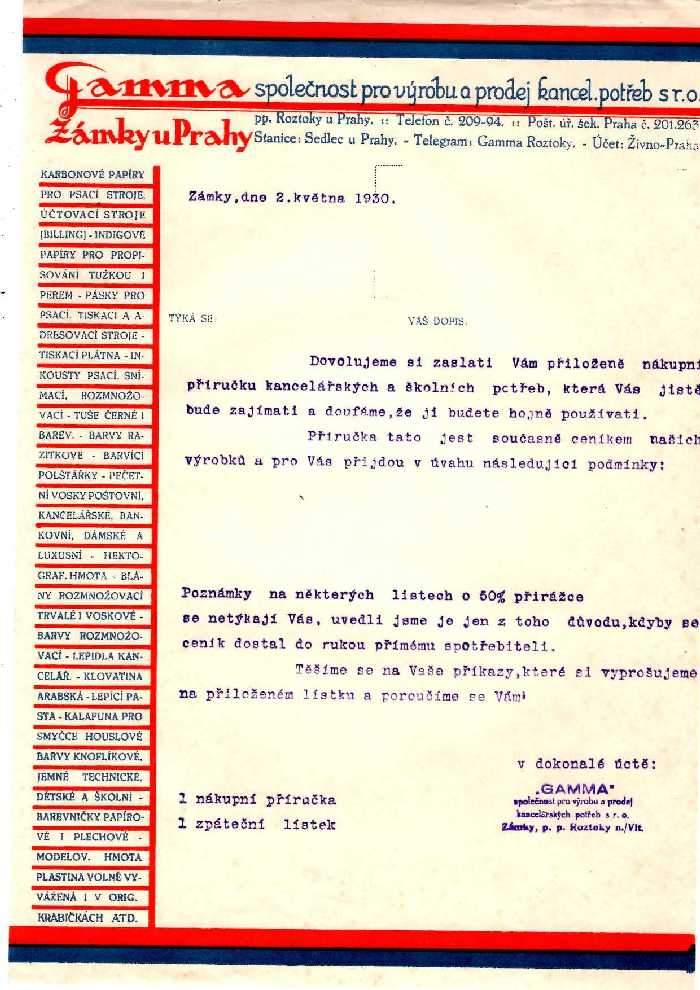 Gamma společnost pro výrobu a prodej kancel. potřeb s r.o.
Zámky u Prahy
pp. Roztoky u Prahy. :: Telefon č. 209-94. :: Pošt. úř. šek. Praha č. 201.263
Stanice: Sedlec u Prahy. - Telegram: Gamma Roztoky. - Účet: Živno-Praha
KARBONOVÉ PAPÍRY
PRO PSACÍ STROJE,
ÚČTOVACÍ STROJE
[BILLING] - INDIGOVÉ
PAPÍRY PRO PROPI-
SOVÁNÍ TUŽKOU I
PEREM - PÁSKY PRO
PSACÍ, TISKACÍ A A
DRESOVACÍ STROJE -
TISKACÍ PLÁTNA - IN-
KOUSTY PSACÍ, SNÍ-
MACÍ, ROZMNOŽO-
VACÍ - TUŠE ČERNÉ I
BAREV. - BARVY RA-
ZÍTKOVÉ - BARVÍCÍ
POLŠTÁŘKY - PEČET-
NÍ VOSKY POŠTOVNÍ,
KANCELÁŘSKÉ, BAN-
KOVNÍ, DÁMSKÉ A
LUXUSNÍ - HEKTO-
GRAF. HMOTA - BLÁ-
NY ROZMNOŽOVACÍ
TRVALÉ I VOSKOVÉ -
BARVY ROZMNOŽO-
VACÍ - LEPIDLA KAN-
CELÁŘ. - KLOVATINA
ARABSKÁ - LEPÍCÍ PA-
STA - KALAFUNA PRO
SMYČCE HOUSLOVÉ
BARVY KNOFLÍKOVÉ,
JEMNÉ TECHNICKÉ,
DĚTSKÉ A ŠKOLNÍ -
BAREVNIČKY PAPÍRO-
VÉ I PLECHOVÉ -
MODELOV. HMOTA
PLASTINA VOLNĚ VY-
VÁŽENÁ I V ORIG.
KRABIČKÁCH ATD.
Zámky,dne 2.května 1930.
TÝKÁ SE:
VÁŠ DOPIS:
Dovolujeme si zaslati Vám přiložené nákupní
příručku kancelářských a školních potřeb, která Vás jistě
bude zajímati a doufáme,že ji budete hojně používati.
Příručka tato jest současně ceníkem našich
výrobků a pro Vás přijdou v úvahu následující podmínky:
Poznámky na některých listech o 50% přirážce
se netýkají Vás, uvedli jsme je jen z toho důvodu,kdyby se
ceník dostal do rukou přímému spotřebiteli.
Těšíme se na Vaše příkazy,které si vyprošujeme
na přiloženém lístku a poroučíme se Vám
v dokonalé úctě:
„GAMMA"
společnost pro výrobu a prodej
kancelářských potřeb s r. o.
Zámky, p. p. Roztoky n./Vlt.
1 nákupní příručka
1 zpáteční lístek